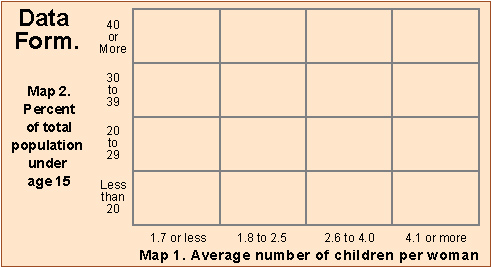 Data
Form.
Map 2.
Percent
of total
population
under
age 15
40
or
More
30
to
39
20
to
29
Less
than
20
1.7 or less
1.8 to 2.5
2.6 to 4.0
4.1 or more
Map 1. Average number of children per woman